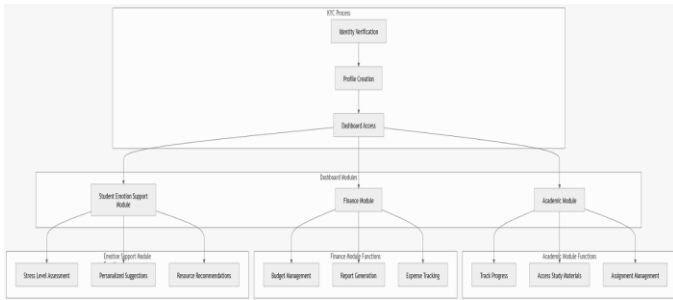 KYC Process
Identity Verification
Profile Creation
Dashboard Access
Dashboard Modules
Student Emotion Support
Module
Finance Module
Academic Module
Emotion Support Module
Finance Module Functions
Academic Module Functions
Stress Level Assessment
Personalized Suggestions
Resource Recommendations
Budget Management
Report Generation
Expense Tracking
Track Progress
Access Study Materials
Assignment Management